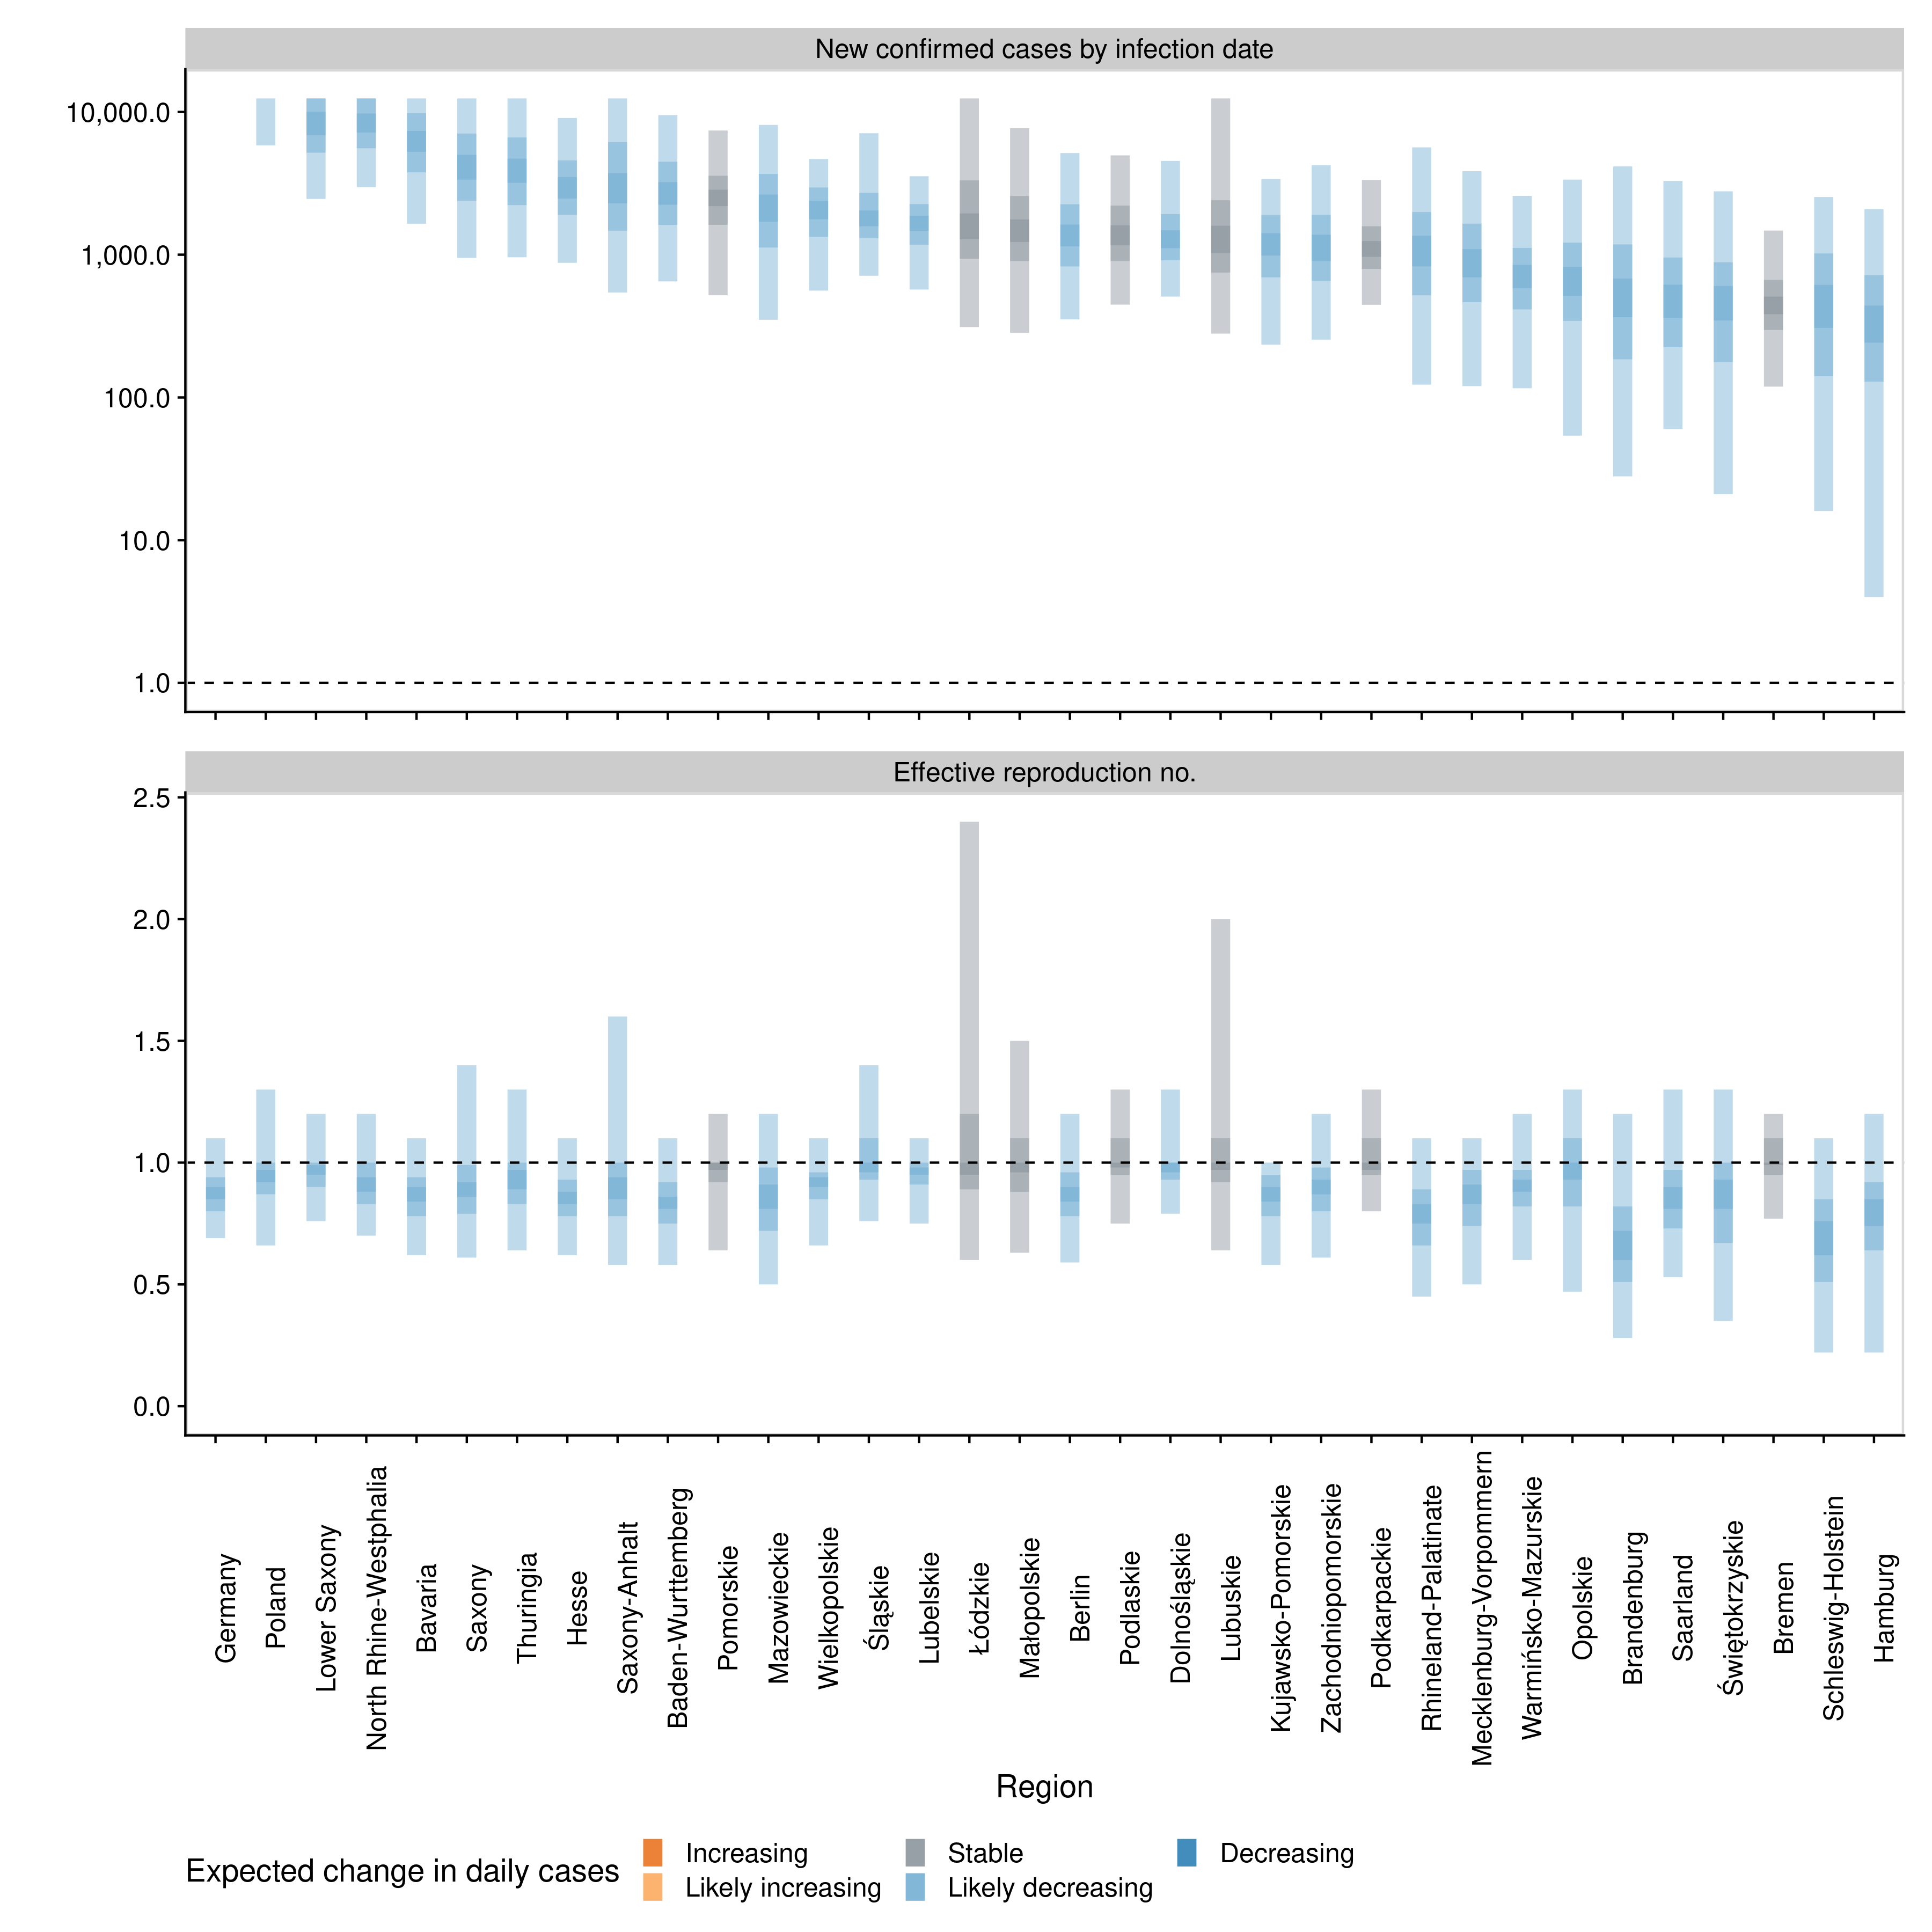 New confirmed cases by infection date
10,000.0
1,000.0
100.0
10.0
1.0
Effective reproduction no.
2.5
2.0
1.5
1.0
0.5
0.0
Germany
Poland
Lower Saxony
North Rhine-Westphalia
Bavaria
Saxony
Thuringia
Hesse
Saxony-Anhalt
Baden-Wurttemberg
Pomorskie
Mazowieckie
Wielkopolskie
Śląskie
Lubelskie
Łódzkie
Małopolskie
Berlin
Podlaskie
Dolnośląskie
Lubuskie
Kujawsko-Pomorskie
Zachodniopomorskie
Podkarpackie
Rhineland-Palatinate
Mecklenburg-Vorpommern
Warmińsko-Mazurskie
Opolskie
Brandenburg
Saarland
Świętokrzyskie
Bremen
Schleswig-Holstein
Hamburg
Region
Expected change in daily cases
Increasing
Stable
Decreasing
Likely increasing
Likely decreasing